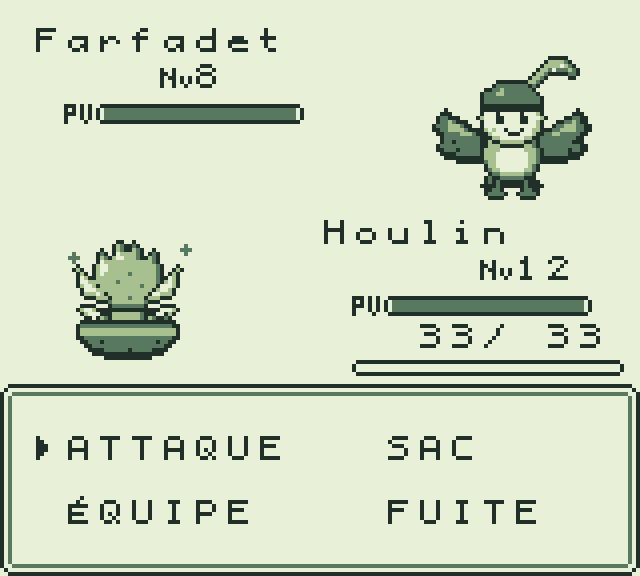 Farfadet
Nv8
PV
Houlin
Nv12
PV
33/ 33
ATTAQUE SAC
ÉQUIPE FUITE